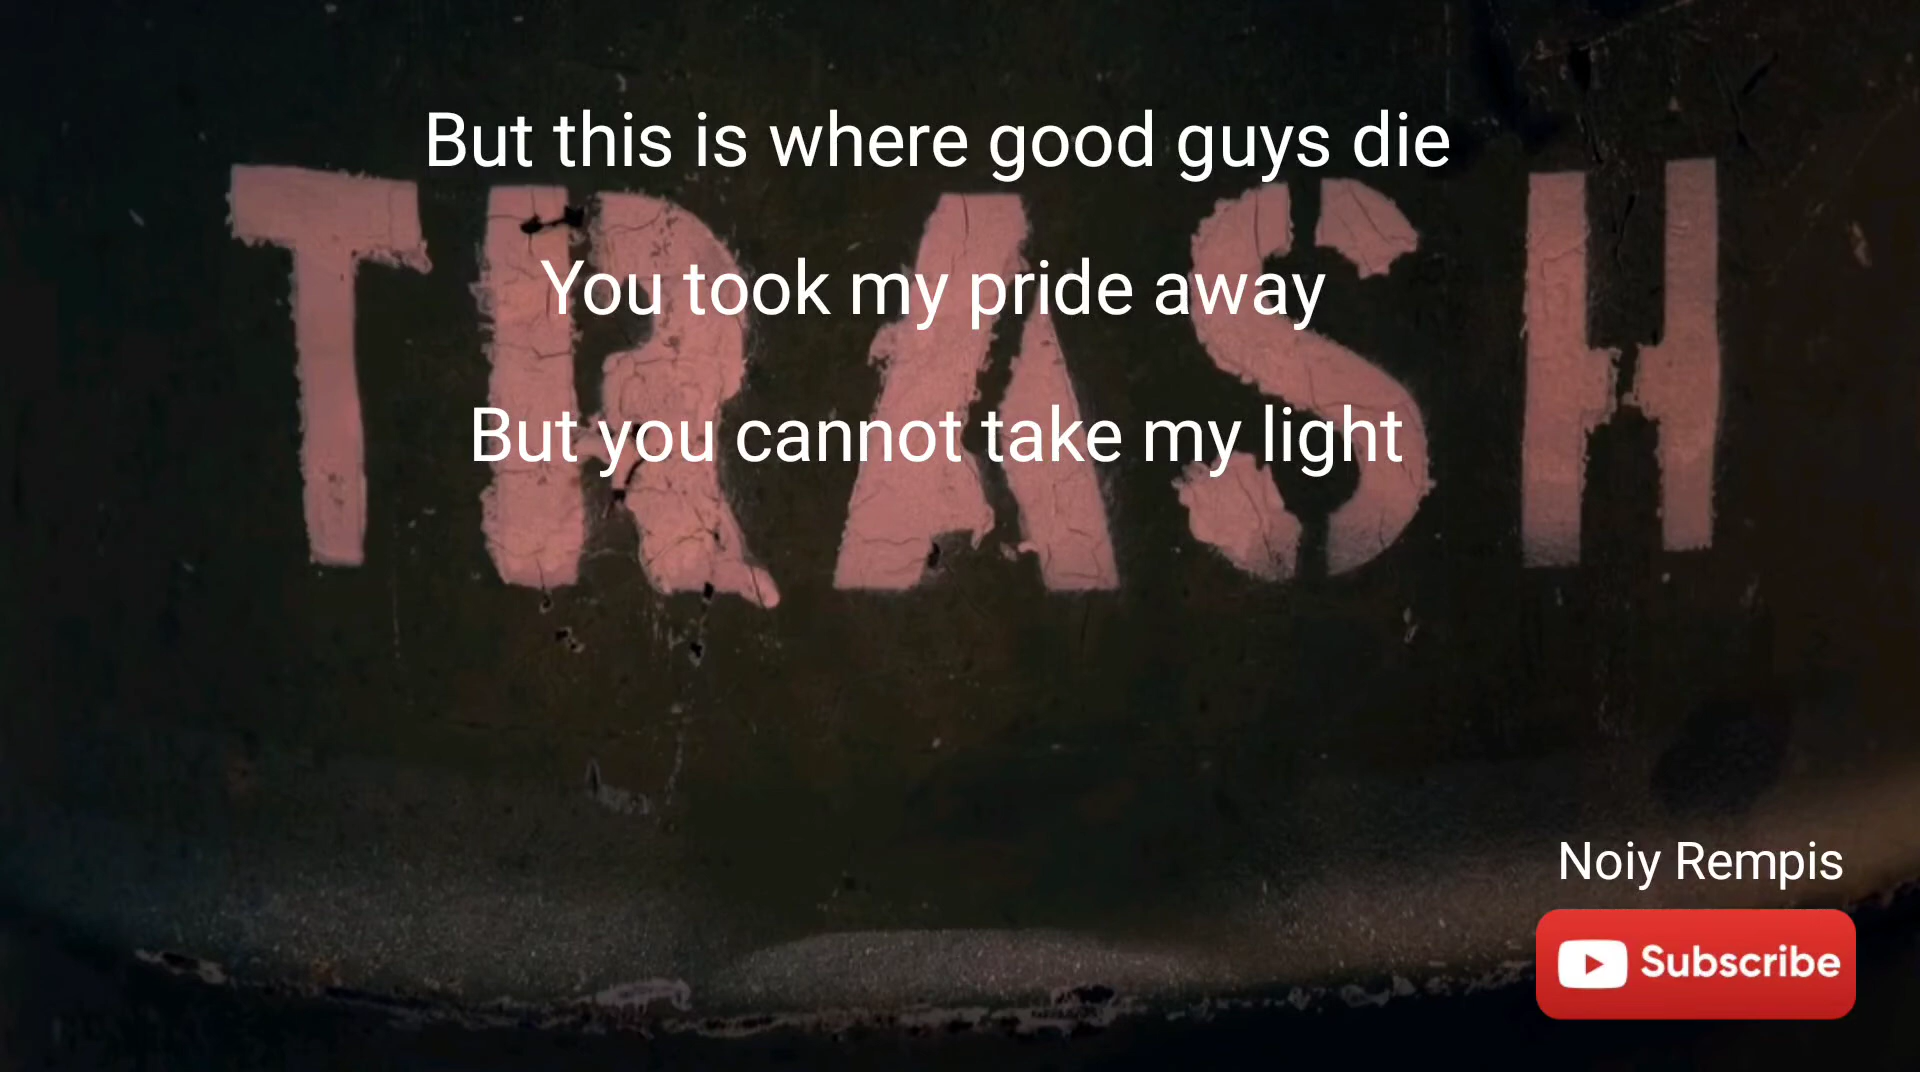 But this is where good guys die
TRASH
You took my pride away
But you cannot take my light
Noiy Rempis
Subscribe